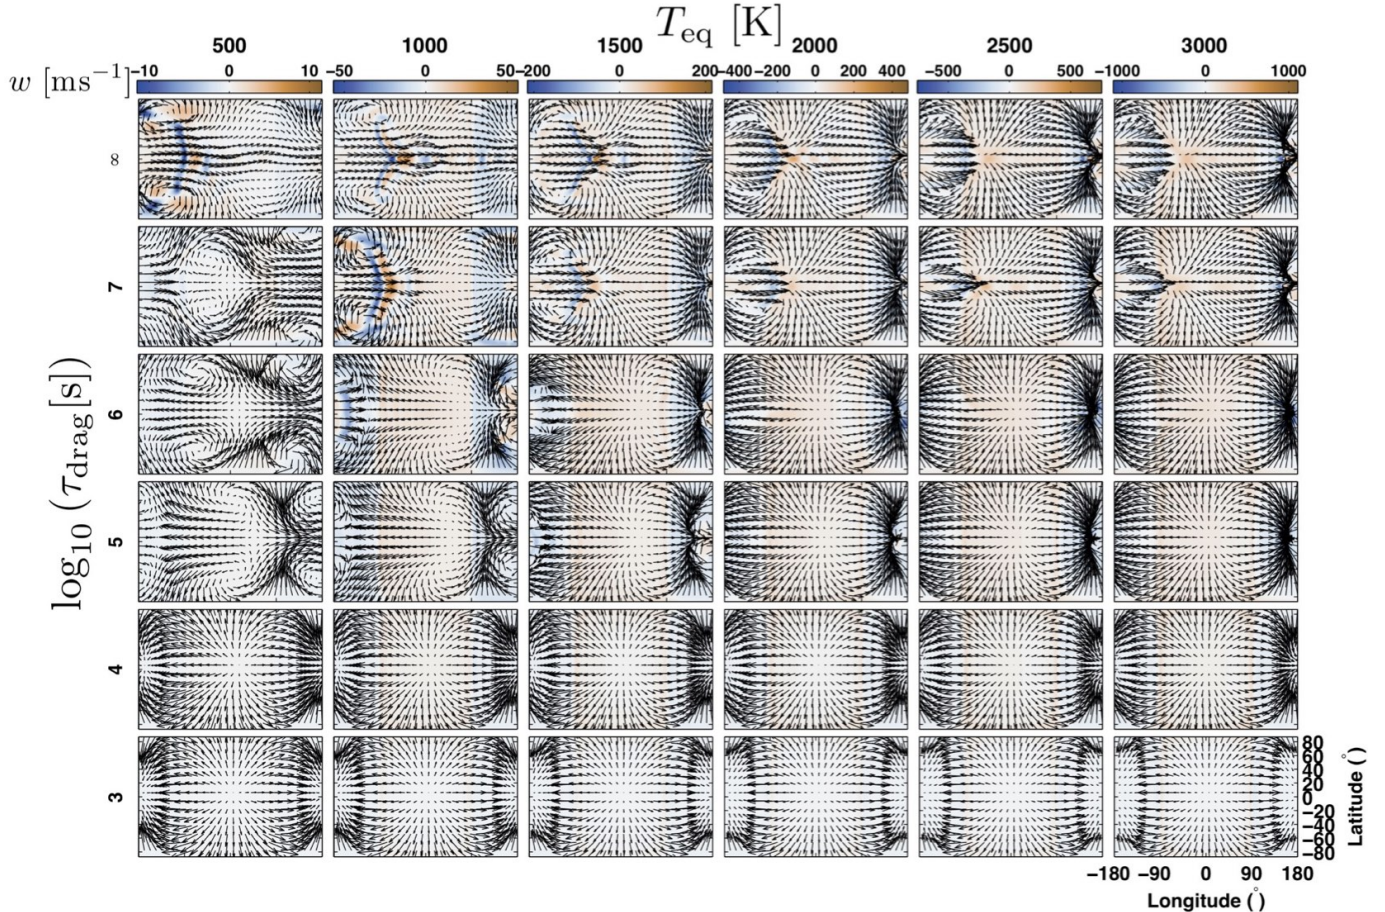 T_eq [K]
500 1000 1500 2000 2500 3000
w [ms⁻¹] −10 0 10 −50 0 50 −200 0 200 −400 −200 0 200 400 −500 0 500 −1000 0 1000
log₁₀ (τ_drag[s])
8
7
6
5
4
3
80
60
40
20
0
−20
−40
−60
−80
Latitude (°)
−180 −90 0 90 180
Longitude (°)